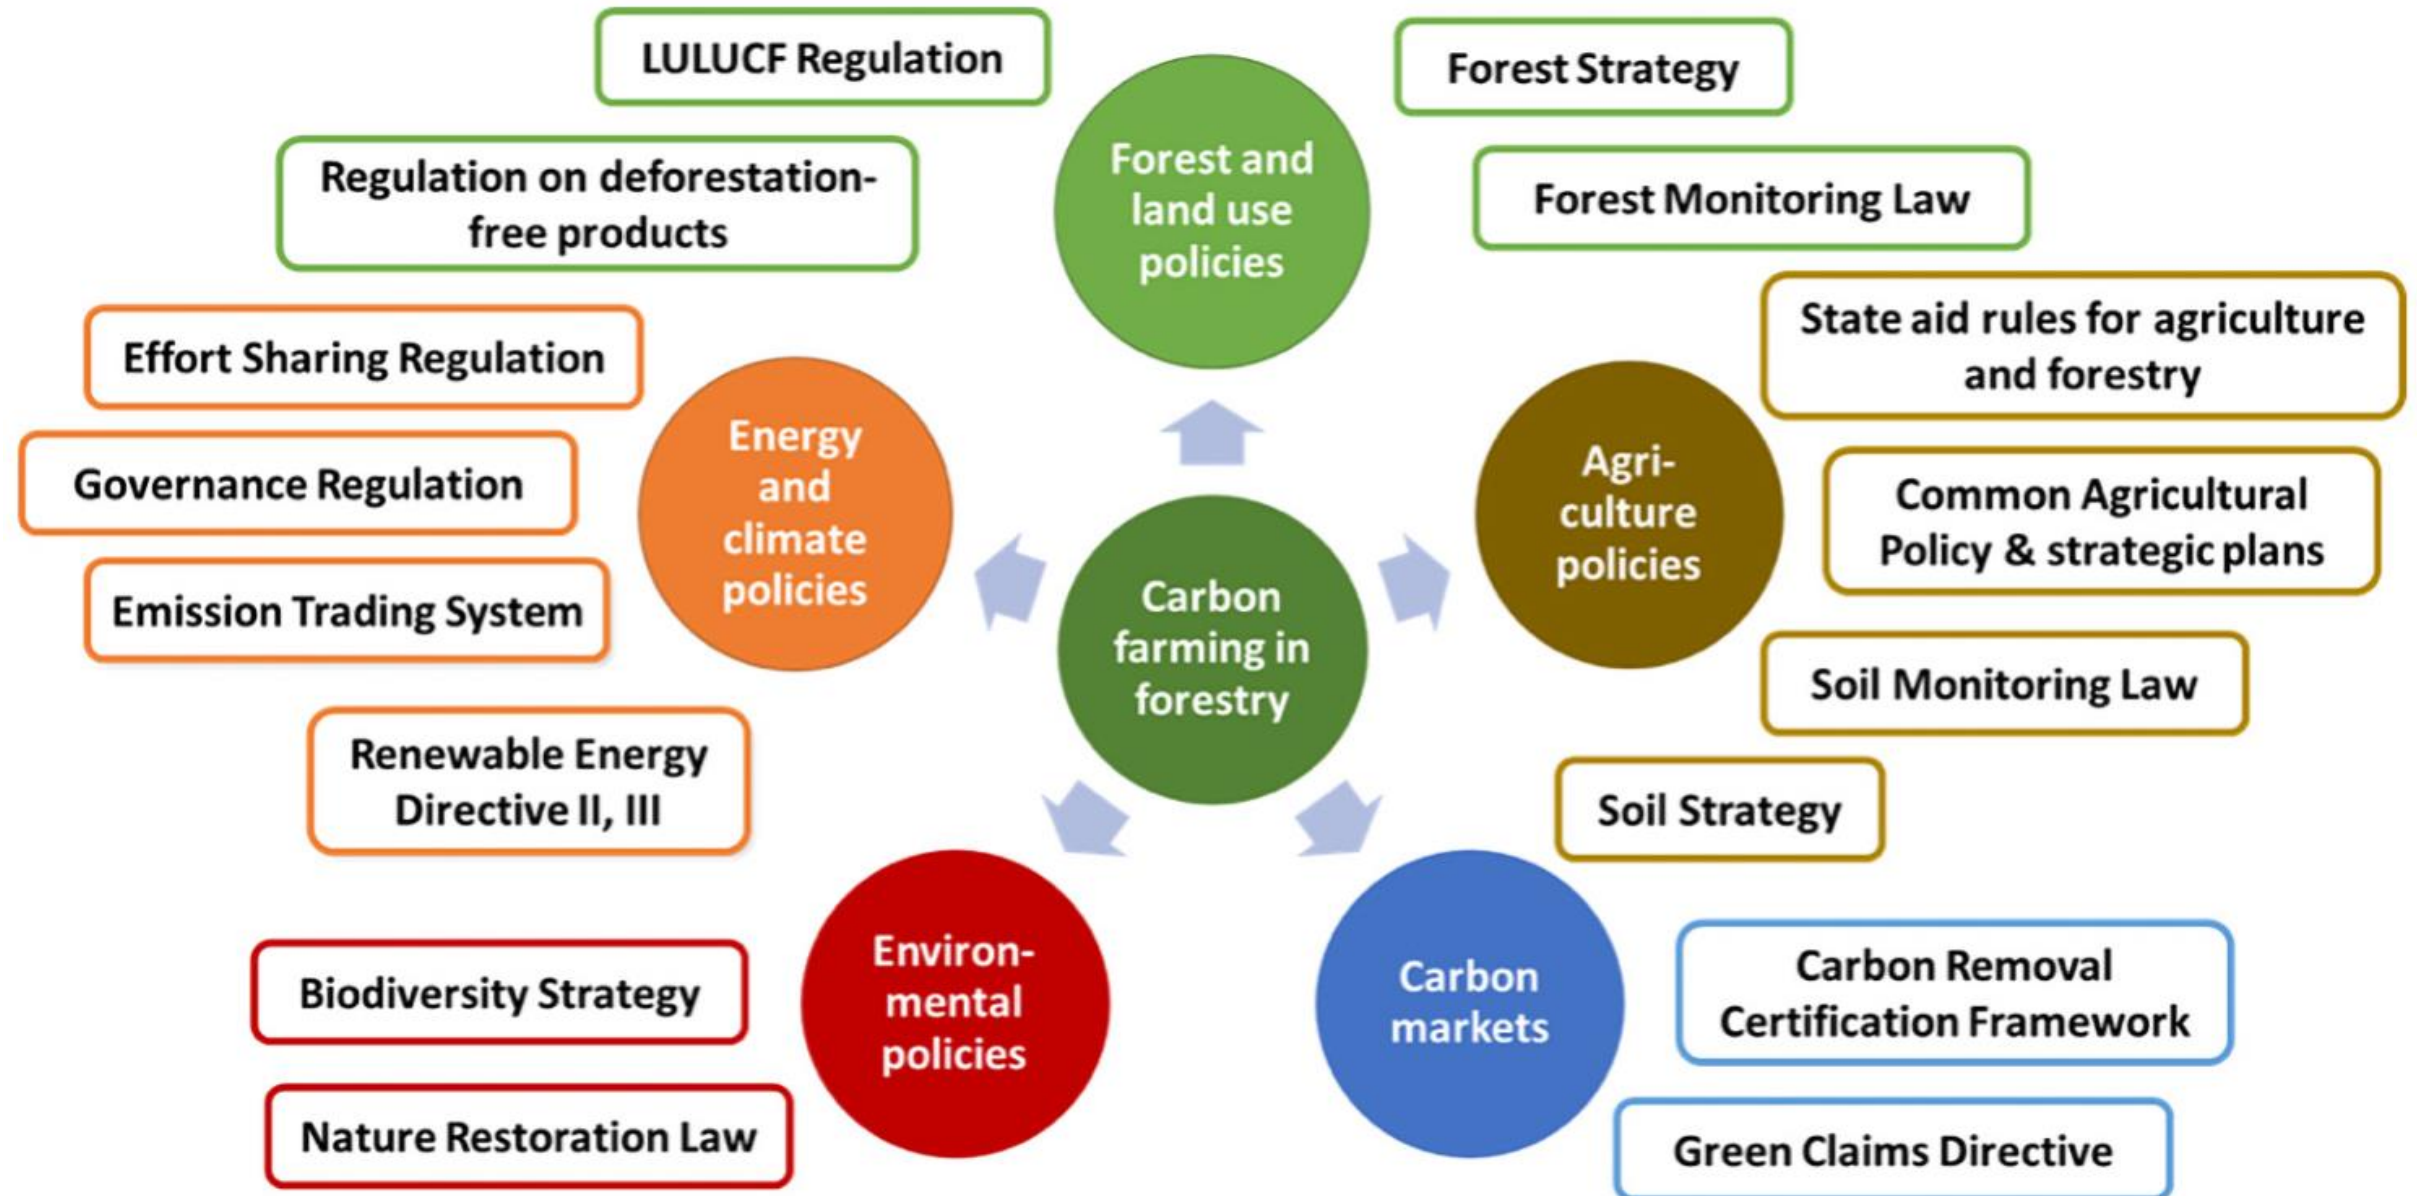 LULUCF Regulation
Forest Strategy
Regulation on deforestation-
free products
Forest and
land use
policies
Forest Monitoring Law
Effort Sharing Regulation
Governance Regulation
Emission Trading System
Renewable Energy
Directive II, III
Energy
and
climate
policies
Carbon
farming in
forestry
Agri-
culture
policies
State aid rules for agriculture
and forestry
Common Agricultural
Policy & strategic plans
Soil Monitoring Law
Soil Strategy
Biodiversity Strategy
Nature Restoration Law
Environ-
mental
policies
Carbon
markets
Carbon Removal
Certification Framework
Green Claims Directive